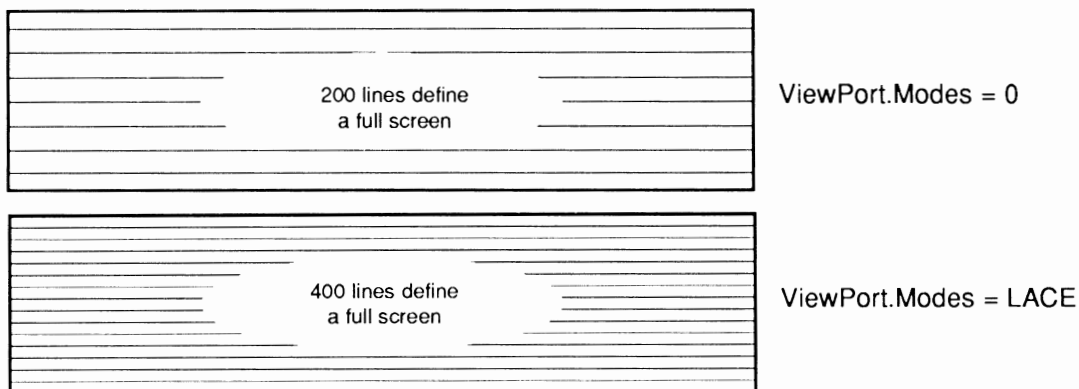 200 lines define
a full screen
ViewPort.Modes = 0
400 lines define
a full screen
ViewPort.Modes = LACE